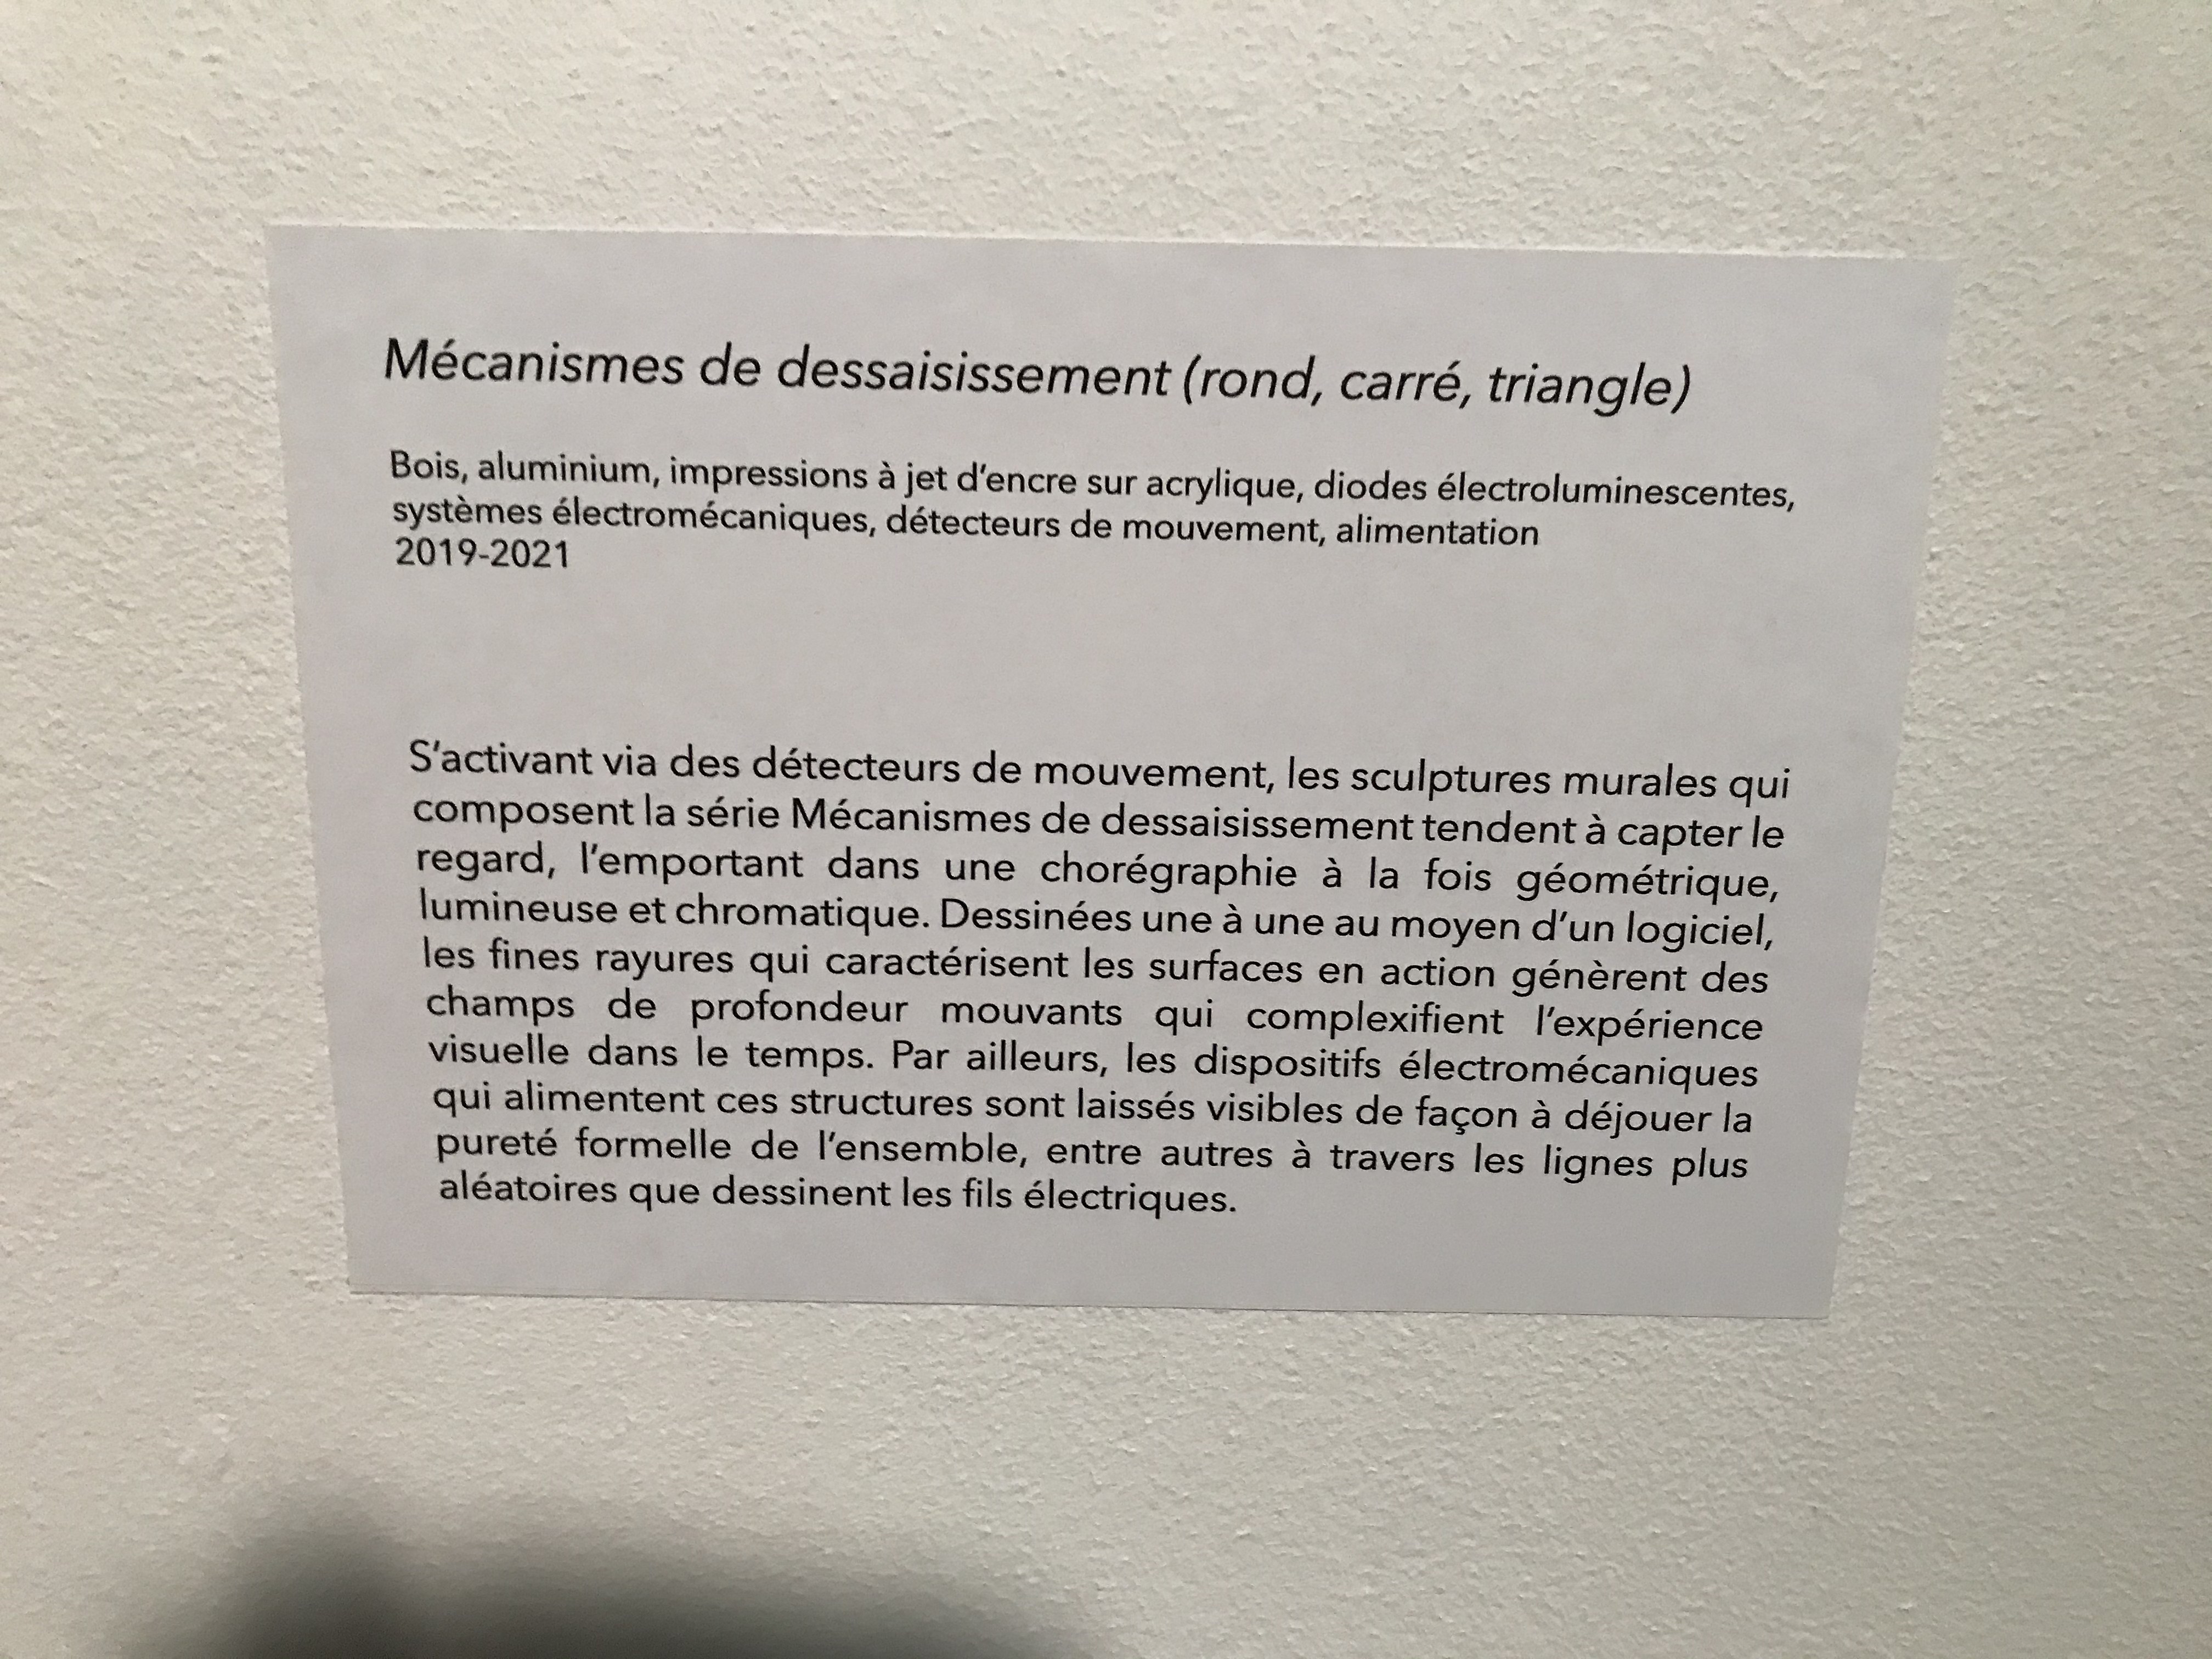 Mécanismes de dessaisissement (rond, carré, triangle)
Bois, aluminium, impressions à jet d'encre sur acrylique, diodes électroluminescentes,
systèmes électromécaniques, détecteurs de mouvement, alimentation
2019-2021
S'activant via des détecteurs de mouvement, les sculptures murales qui
composent la série Mécanismes de dessaisissement tendent à capter le
regard, l'emportant dans une chorégraphie à la fois géométrique,
lumineuse et chromatique. Dessinées une à une au moyen d'un logiciel,
les fines rayures qui caractérisent les surfaces en action génèrent des
champs de profondeur mouvants qui complexifient l'expérience
visuelle dans le temps. Par ailleurs, les dispositifs électromécaniques
qui alimentent ces structures sont laissés visibles de façon à déjouer la
pureté formelle de l'ensemble, entre autres à travers les lignes plus
aléatoires que dessinent les fils électriques.